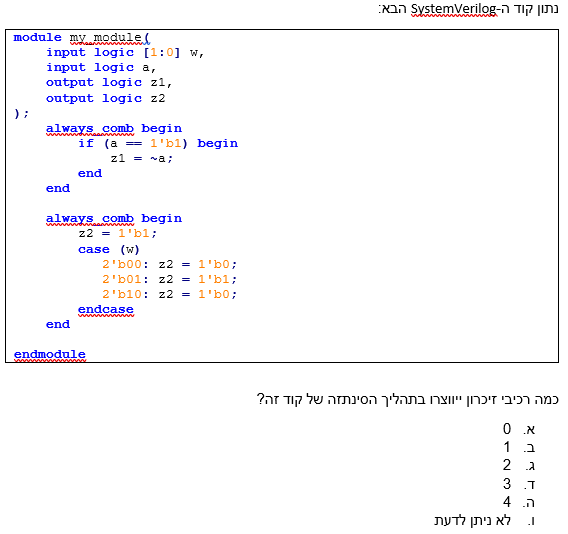 נתון קוד ה-SystemVerilog הבא:
module my_module(
input logic [1:0] w,
input logic a,
output logic z1,
output logic z2
);
always_comb begin
if (a == 1'b1) begin
z1 = ~a;
end
end
always_comb begin
z2 = 1'b1;
case (w)
2'b00: z2 = 1'b0;
2'b01: z2 = 1'b1;
2'b10: z2 = 1'b0;
endcase
end
endmodule
כמה רכיבי זיכרון ייווצרו בתהליך הסינתזה של קוד זה?
א. 0
ב. 1
ג. 2
ד. 3
ה. 4
ו. לא ניתן לדעת